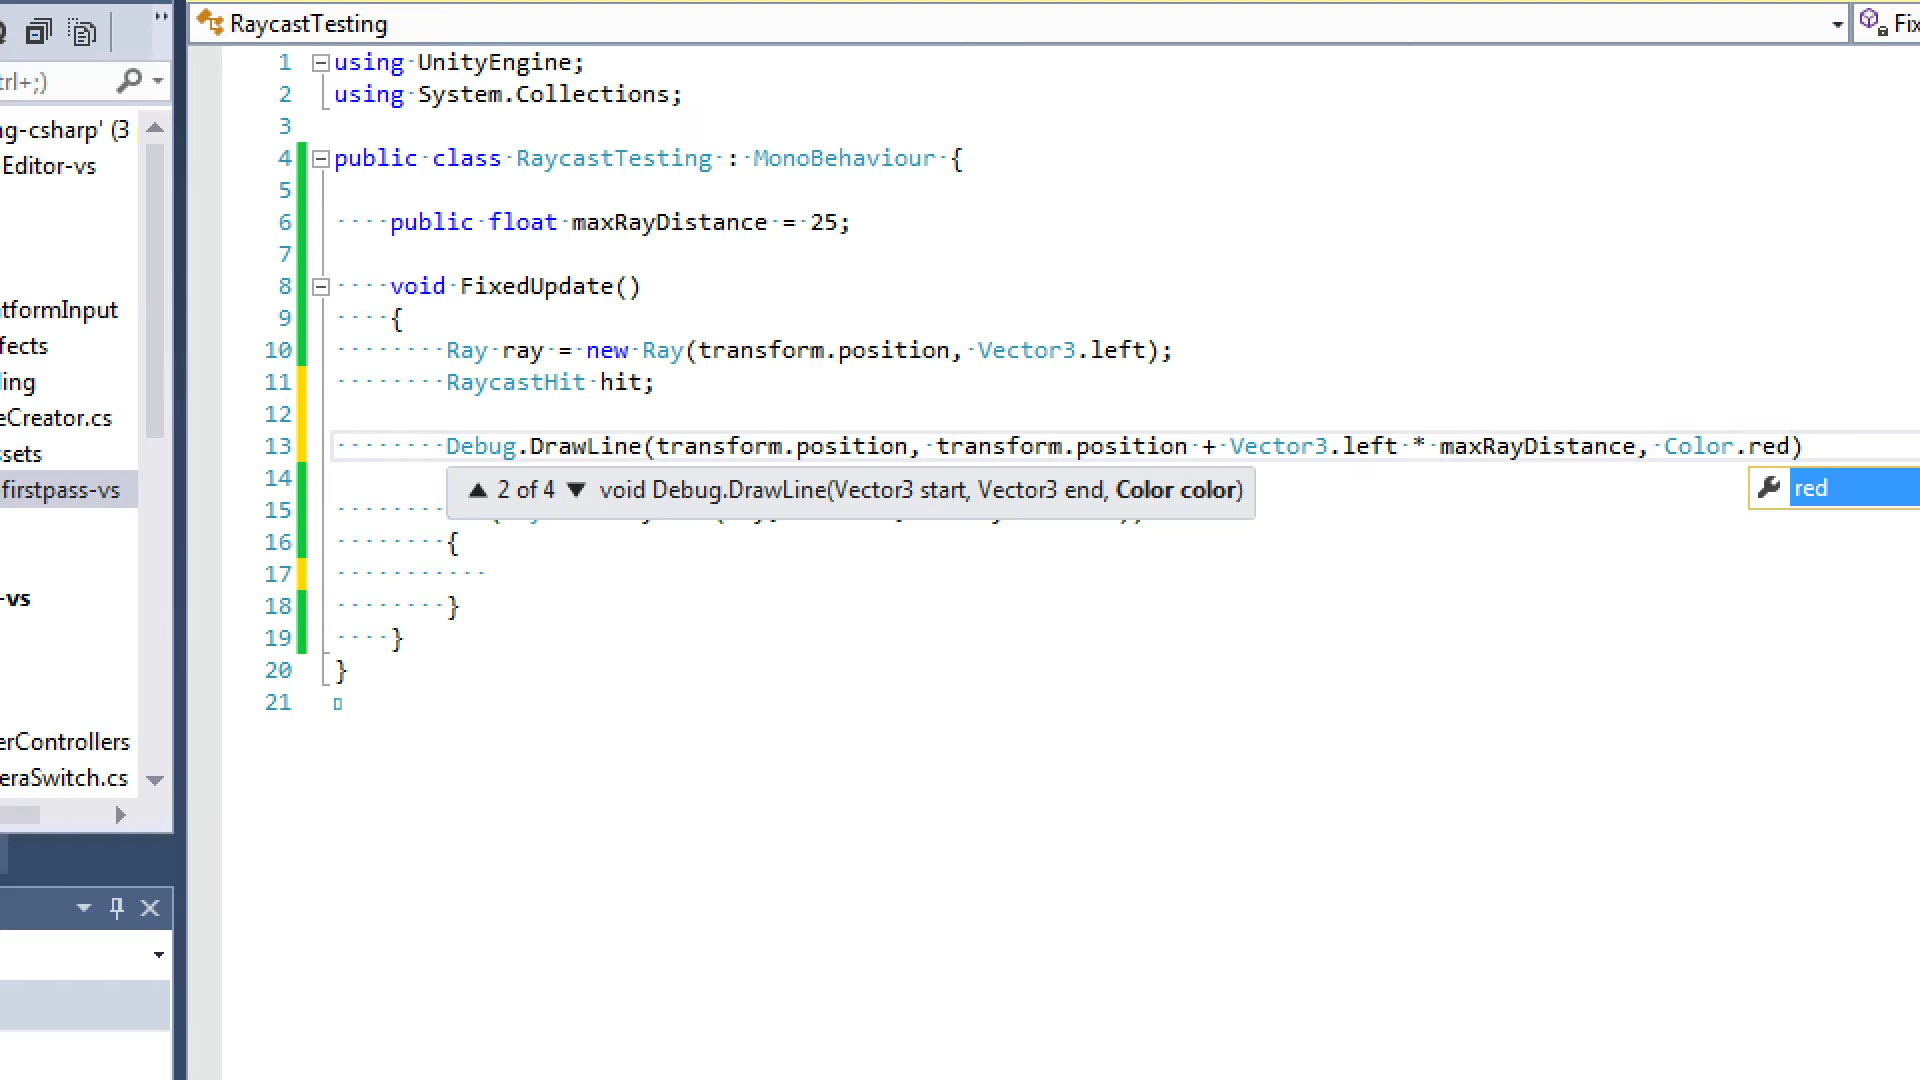 RaycastTesting
Fix
trl+;)
ng-csharp' (3
Editor-vs
tformInput
fects
ling
eCreator.cs
ssets
firstpass-vs
-vs
erControllers
eraSwitch.cs
1 using UnityEngine;
2 using System.Collections;
3
4 public class RaycastTesting : MonoBehaviour {
5
6 public float maxRayDistance = 25;
7
8 void FixedUpdate()
9 {
10 Ray ray = new Ray(transform.position, Vector3.left);
11 RaycastHit hit;
12
13 Debug.DrawLine(transform.position, transform.position + Vector3.left * maxRayDistance, Color.red)
14
▲ 2 of 4 ▼ void Debug.DrawLine(Vector3 start, Vector3 end, Color color)
red
15
16 {
17
18 }
19 }
20 }
21